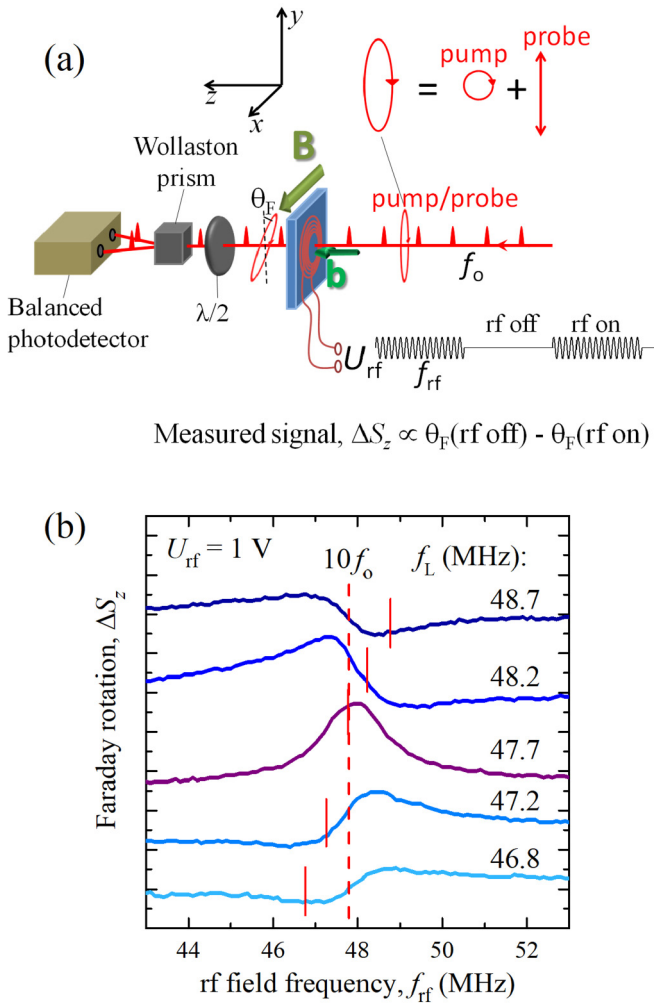 (a)
y
z
x
probe
pump
= +
Wollaston
prism
B
θF
pump/probe
b
fo
λ/2
Balanced
photodetector
Urf
frf
rf off
rf on
Measured signal, ΔSz ∝ θF(rf off) - θF(rf on)
(b)
Urf = 1 V
10fo
fL (MHz):
48.7
48.2
47.7
47.2
46.8
Faraday rotation, ΔSz
44 46 48 50 52
rf field frequency, frf (MHz)